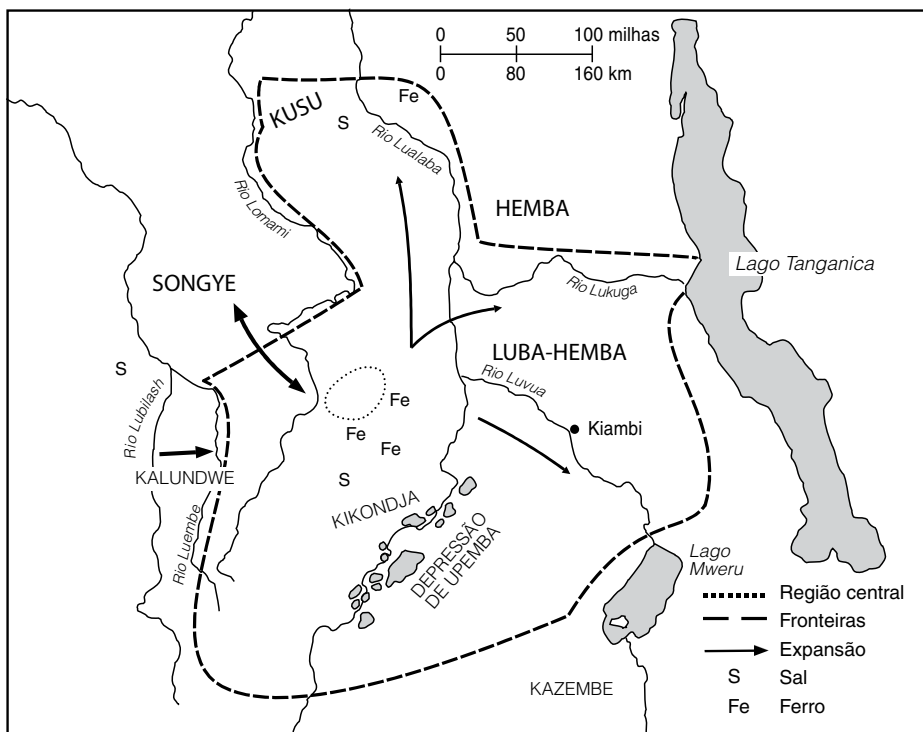 0 50 100 milhas
0 80 160 km
Fe
KUSU
S
Rio Lualaba
Rio Lomami
HEMBA
Lago Tanganica
SONGYE
Rio Lukuga
LUBA-HEMBA
S
Rio Luvua
Fe
Rio Lubilash
Kiambi
Fe
Fe
KALUNDWE
S
KIKONDJA
Rio Luembe
DEPRESSÃO
DE UPEMBA
Lago
Mweru
Região central
Fronteiras
Expansão
S Sal
Fe Ferro
KAZEMBE